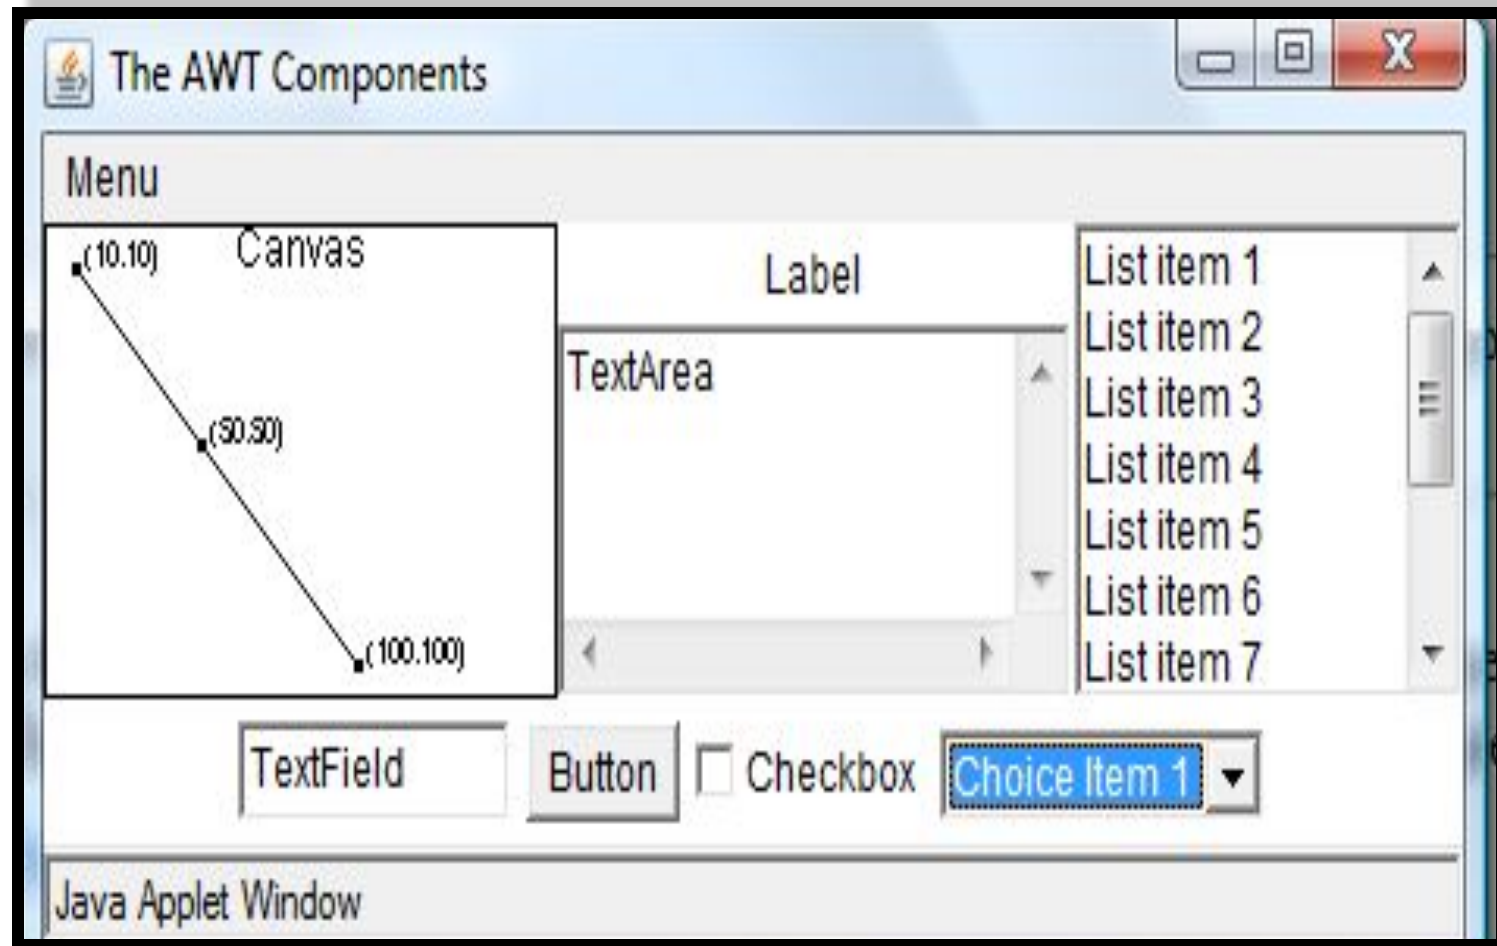 The AWT Components
X
Menu
Canvas
(10.10)
(50.50)
(100.100)
Label
TextArea
List item 1
List item 2
List item 3
List item 4
List item 5
List item 6
List item 7
TextField
Button
Checkbox
Choice Item 1
Java Applet Window